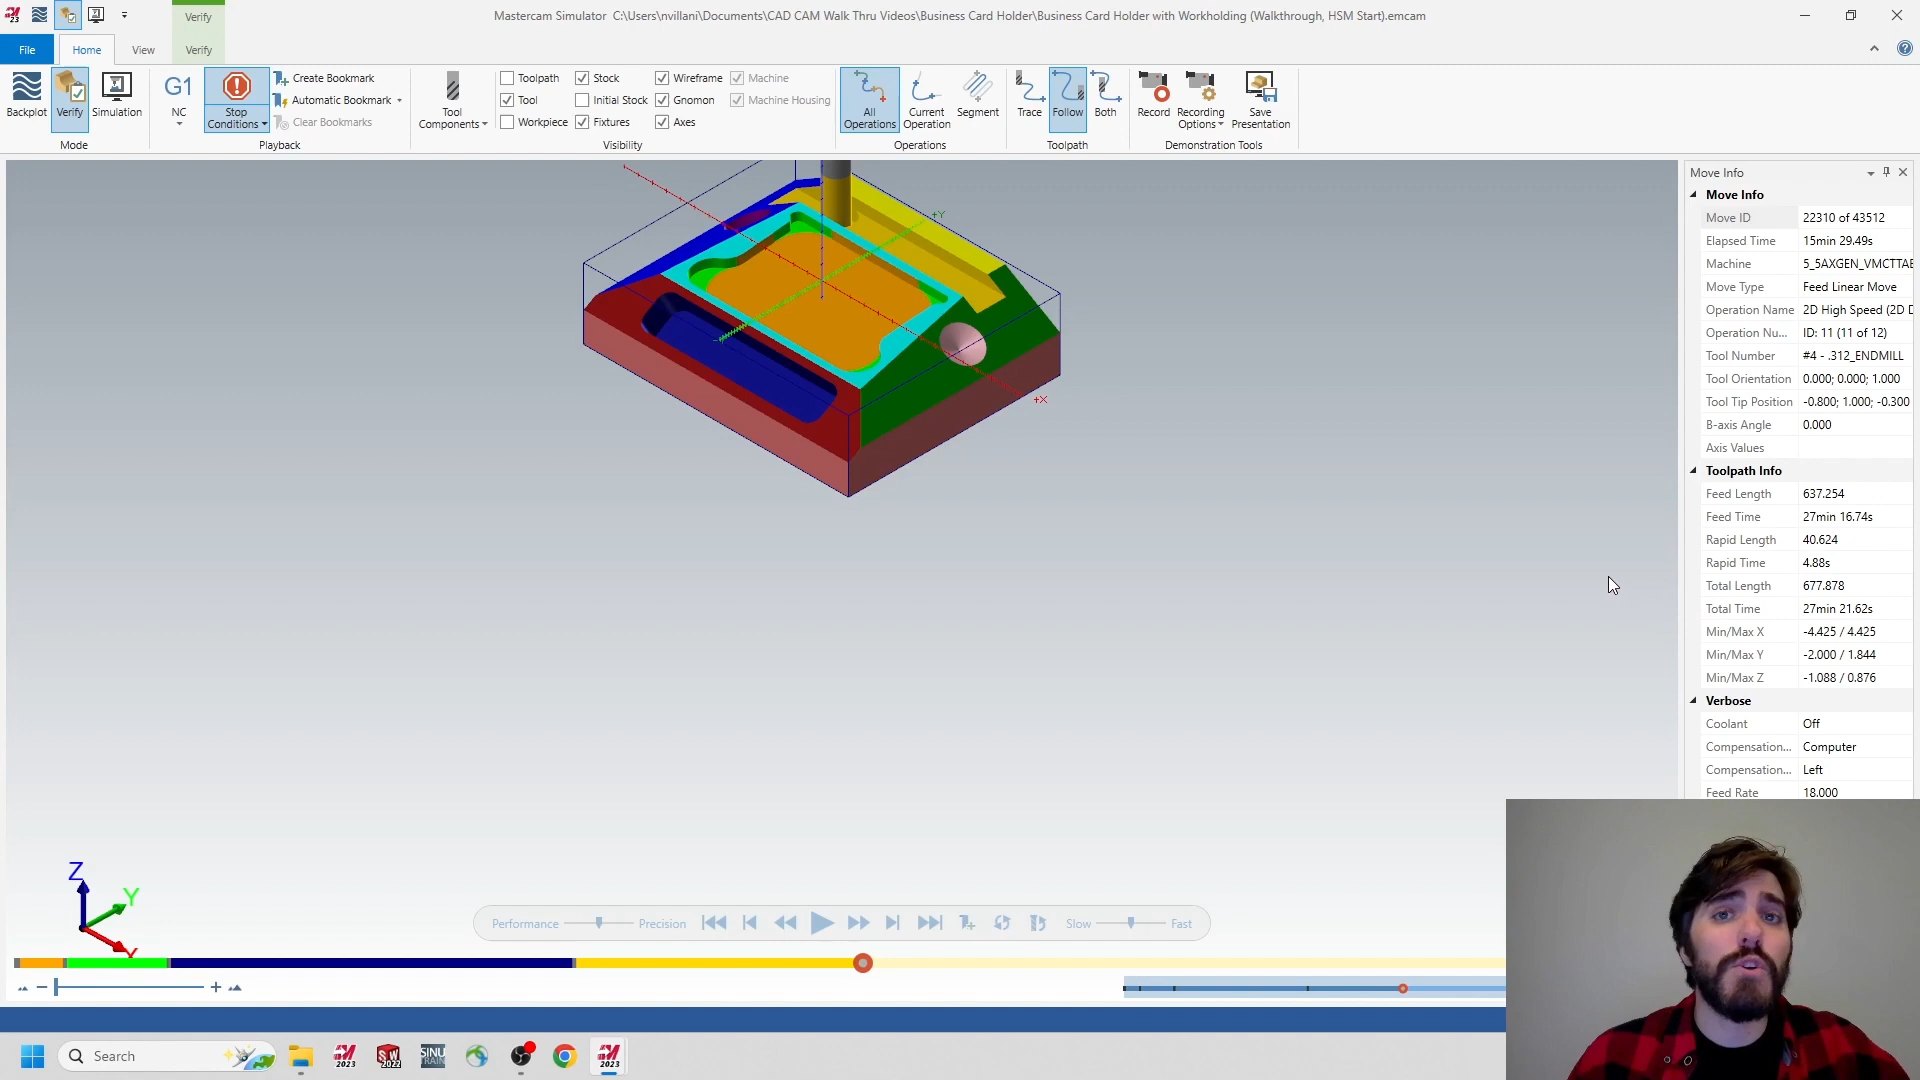 Verify
Mastercam Simulator C:\Users\nvillani\Documents\CAD CAM Walk Thru Videos\Business Card Holder\Business Card Holder with Workholding (Walkthrough, HSM Start).emcam
File
Home
View
Verify
Backplot
Verify
Simulation
Mode
G1
NC
Stop
Conditions
Create Bookmark
Automatic Bookmark
Clear Bookmarks
Playback
Tool
Components
Toolpath
Stock
Wireframe
Machine
Tool
Initial Stock
Gnomon
Machine Housing
Workpiece
Fixtures
Axes
Visibility
All
Operations
Current
Operation
Segment
Operations
Trace
Follow
Both
Toolpath
Record
Recording
Options
Save
Presentation
Demonstration Tools
+Y
+X
Move Info
Move Info
Move ID 22310 of 43512
Elapsed Time 15min 29.49s
Machine 5_5AXGEN_VMCTTAE
Move Type Feed Linear Move
Operation Name 2D High Speed (2D D
Operation Nu... ID: 11 (11 of 12)
Tool Number #4 - .312_ENDMILL
Tool Orientation 0.000; 0.000; 1.000
Tool Tip Position -0.800; 1.000; -0.300
B-axis Angle 0.000
Axis Values
Toolpath Info
Feed Length 637.254
Feed Time 27min 16.74s
Rapid Length 40.624
Rapid Time 4.88s
Total Length 677.878
Total Time 27min 21.62s
Min/Max X -4.425 / 4.425
Min/Max Y -2.000 / 1.844
Min/Max Z -1.088 / 0.876
Verbose
Coolant Off
Compensation... Computer
Compensation... Left
Feed Rate 18.000
Z
Y
X
Performance
Precision
Slow
Fast
Search
2023
SW
2022
SINU
TRAIN
2023